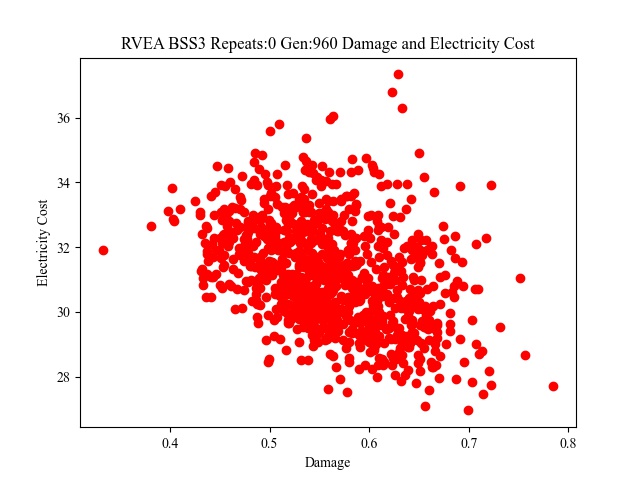 RVEA BSS3 Repeats:0 Gen:960 Damage and Electricity Cost
Electricity Cost
36
34
32
30
28
0.4 0.5 0.6 0.7 0.8
Damage